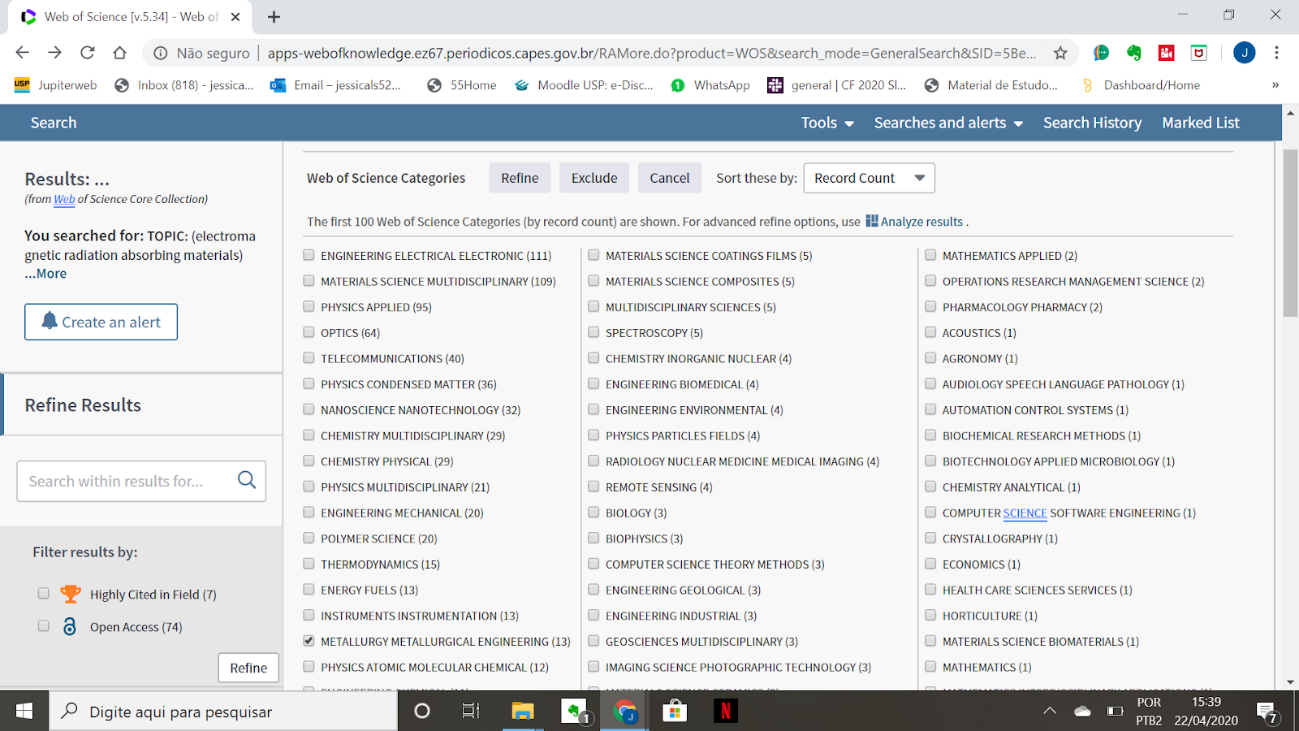 Web of Science [v.5.34] - Web of
Não seguro
apps-webofknowledge.ez67.periodicos.capes.gov.br/RAMore.do?product=WOS&search_mode=GeneralSearch&SID=5Be...
J
USP Jupiterweb
Inbox (818) - jessica...
Email – jessicals52...
55Home
Moodle USP: e-Disc...
1 WhatsApp
general | CF 2020 Sl...
Material de Estudo...
Dashboard/Home
»
Search
Tools
Searches and alerts
Search History
Marked List
Results: ...
(from Web of Science Core Collection)
You searched for: TOPIC: (electroma
gnetic radiation absorbing materials)
...More
Create an alert
Refine Results
Search within results for...
Filter results by:
Highly Cited in Field (7)
Open Access (74)
Refine
Web of Science Categories
Refine
Exclude
Cancel
Sort these by:
Record Count
The first 100 Web of Science Categories (by record count) are shown. For advanced refine options, use Analyze results .
ENGINEERING ELECTRICAL ELECTRONIC (111)
MATERIALS SCIENCE MULTIDISCIPLINARY (109)
PHYSICS APPLIED (95)
OPTICS (64)
TELECOMMUNICATIONS (40)
PHYSICS CONDENSED MATTER (36)
NANOSCIENCE NANOTECHNOLOGY (32)
CHEMISTRY MULTIDISCIPLINARY (29)
CHEMISTRY PHYSICAL (29)
PHYSICS MULTIDISCIPLINARY (21)
ENGINEERING MECHANICAL (20)
POLYMER SCIENCE (20)
THERMODYNAMICS (15)
ENERGY FUELS (13)
INSTRUMENTS INSTRUMENTATION (13)
METALLURGY METALLURGICAL ENGINEERING (13)
PHYSICS ATOMIC MOLECULAR CHEMICAL (12)
MATERIALS SCIENCE COATINGS FILMS (5)
MATERIALS SCIENCE COMPOSITES (5)
MULTIDISCIPLINARY SCIENCES (5)
SPECTROSCOPY (5)
CHEMISTRY INORGANIC NUCLEAR (4)
ENGINEERING BIOMEDICAL (4)
ENGINEERING ENVIRONMENTAL (4)
PHYSICS PARTICLES FIELDS (4)
RADIOLOGY NUCLEAR MEDICINE MEDICAL IMAGING (4)
REMOTE SENSING (4)
BIOLOGY (3)
BIOPHYSICS (3)
COMPUTER SCIENCE THEORY METHODS (3)
ENGINEERING GEOLOGICAL (3)
ENGINEERING INDUSTRIAL (3)
GEOSCIENCES MULTIDISCIPLINARY (3)
IMAGING SCIENCE PHOTOGRAPHIC TECHNOLOGY (3)
MATHEMATICS APPLIED (2)
OPERATIONS RESEARCH MANAGEMENT SCIENCE (2)
PHARMACOLOGY PHARMACY (2)
ACOUSTICS (1)
AGRONOMY (1)
AUDIOLOGY SPEECH LANGUAGE PATHOLOGY (1)
AUTOMATION CONTROL SYSTEMS (1)
BIOCHEMICAL RESEARCH METHODS (1)
BIOTECHNOLOGY APPLIED MICROBIOLOGY (1)
CHEMISTRY ANALYTICAL (1)
COMPUTER SCIENCE SOFTWARE ENGINEERING (1)
CRYSTALLOGRAPHY (1)
ECONOMICS (1)
HEALTH CARE SCIENCES SERVICES (1)
HORTICULTURE (1)
MATERIALS SCIENCE BIOMATERIALS (1)
MATHEMATICS (1)
Digite aqui para pesquisar
1
J
N
POR
PTB2
15:39
22/04/2020
7